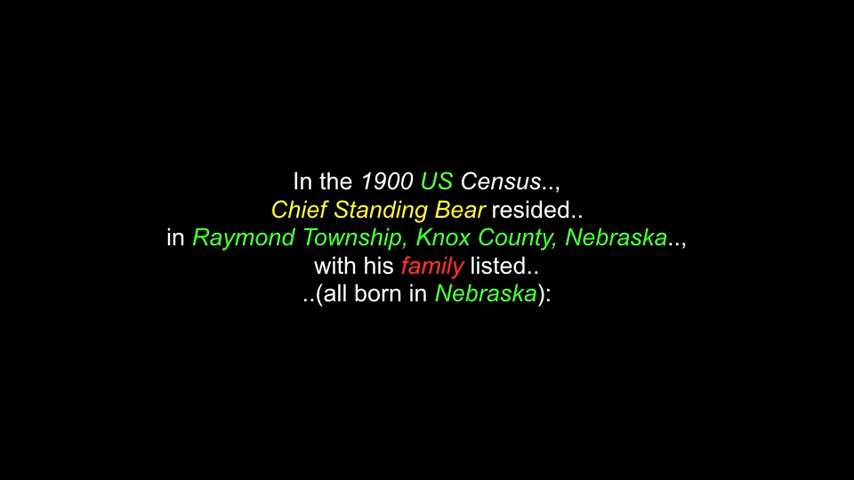 In the 1900 US Census..,
Chief Standing Bear resided..
in Raymond Township, Knox County, Nebraska..,
with his family listed..
..(all born in Nebraska):